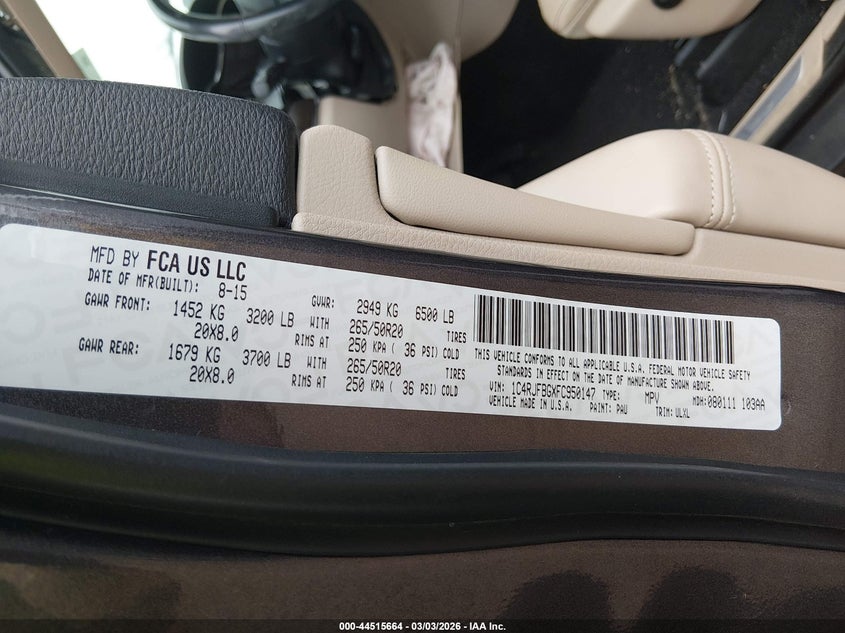 MFD BY FCA US LLC
DATE OF MFR(BUILT): 8-15
GVWR: 2949 KG 6500 LB
GAWR FRONT: 1452 KG 3200 LB WITH 265/50R20 TIRES
20X8.0 RIMS AT 250 KPA ( 36 PSI) COLD
GAWR REAR: 1679 KG 3700 LB WITH 265/50R20 TIRES
20X8.0 RIMS AT 250 KPA ( 36 PSI) COLD
THIS VEHICLE CONFORMS TO ALL APPLICABLE U.S.A. FEDERAL MOTOR VEHICLE SAFETY
STANDARDS IN EFFECT ON THE DATE OF MANUFACTURE SHOWN ABOVE.
VIN: 1C4RJFBGWFC950147 TYPE: MPV MDH: 080111 103AA
VEHICLE MADE IN U.S.A. PAINT: PAU TRIM: ULXL
000-44515664 - 03/03/2026 - IAA Inc.